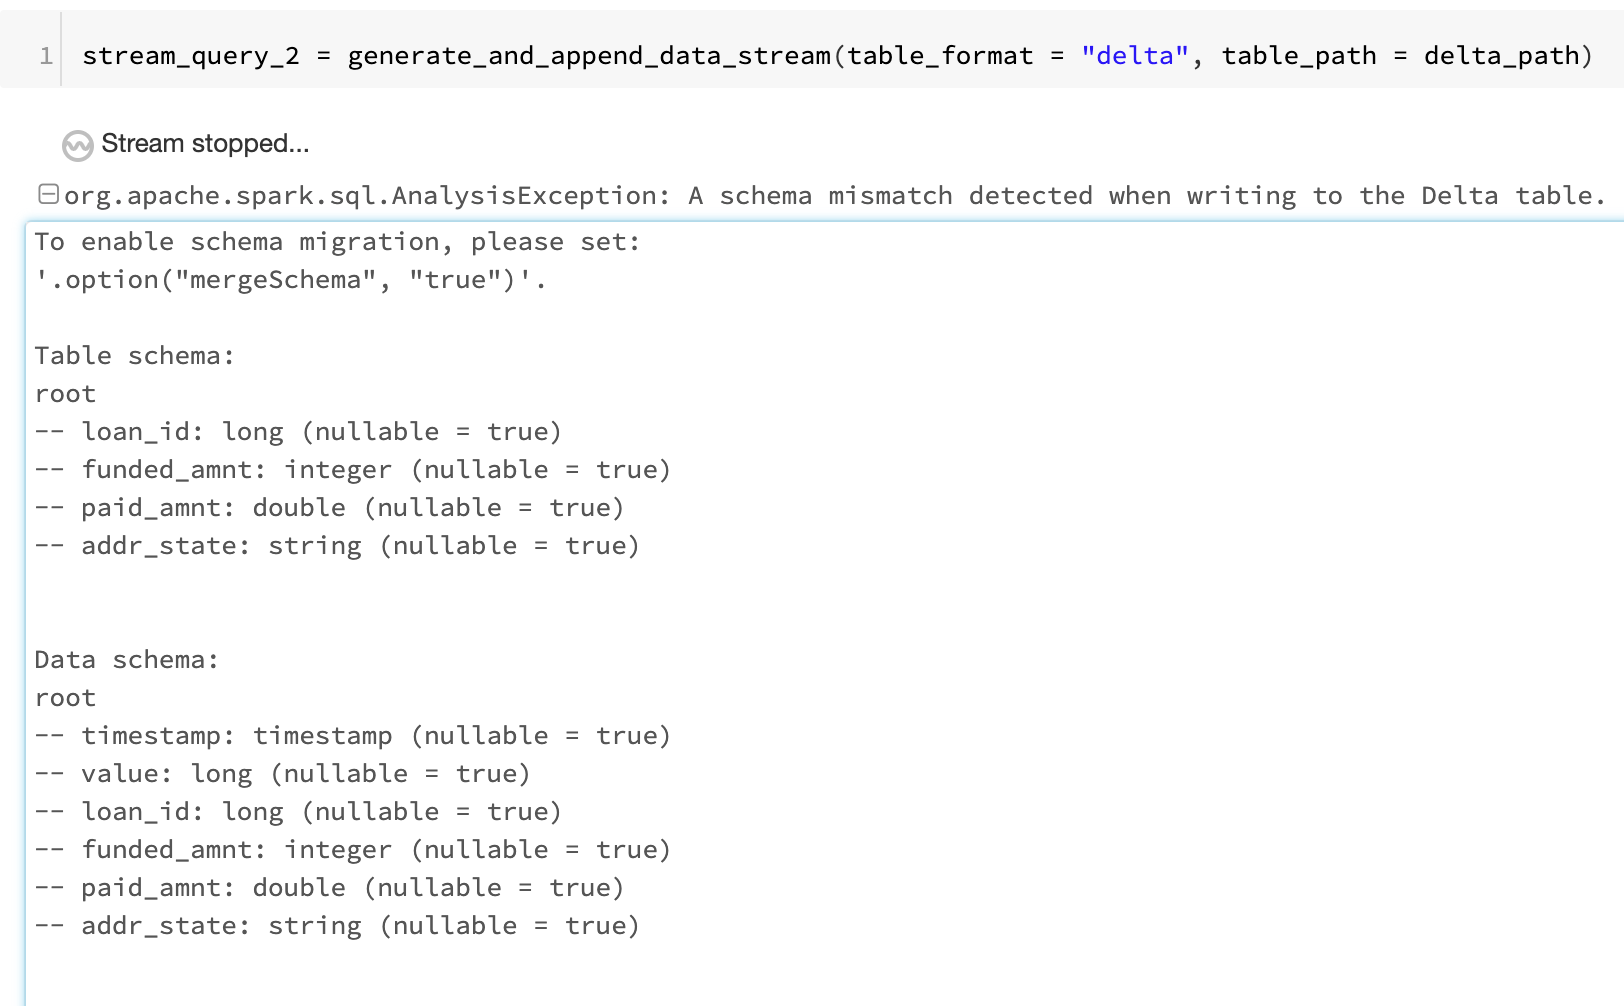 1 stream_query_2 = generate_and_append_data_stream(table_format = "delta", table_path = delta_path)
Stream stopped...
org.apache.spark.sql.AnalysisException: A schema mismatch detected when writing to the Delta table.
To enable schema migration, please set:
'.option("mergeSchema", "true")'.
Table schema:
root
-- loan_id: long (nullable = true)
-- funded_amnt: integer (nullable = true)
-- paid_amnt: double (nullable = true)
-- addr_state: string (nullable = true)
Data schema:
root
-- timestamp: timestamp (nullable = true)
-- value: long (nullable = true)
-- loan_id: long (nullable = true)
-- funded_amnt: integer (nullable = true)
-- paid_amnt: double (nullable = true)
-- addr_state: string (nullable = true)